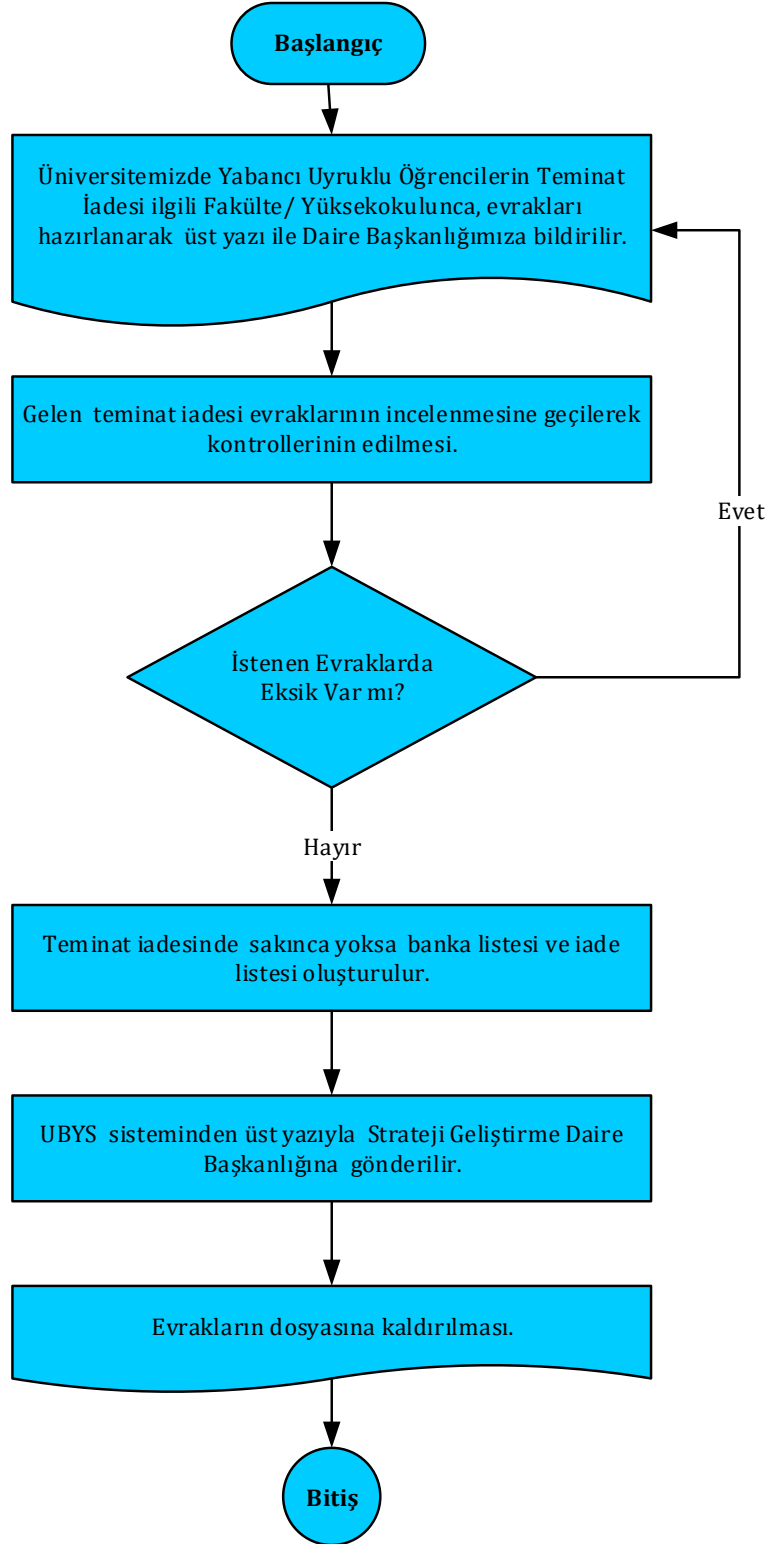 Başlangıç
Üniversitemizde Yabancı Uyruklu Öğrencilerin Teminat
İadesi ilgili Fakülte/ Yüksekokulunca, evrakları
hazırlanarak üst yazı ile Daire Başkanlığımıza bildirilir.
Gelen teminat iadesi evraklarının incelenmesine geçilerek
kontrollerinin edilmesi.
Evet
İstenen Evraklarda
Eksik Var mı?
Hayır
Teminat iadesinde sakınca yoksa banka listesi ve iade
listesi oluşturulur.
UBYS sisteminden üst yazıyla Strateji Geliştirme Daire
Başkanlığına gönderilir.
Evrakların dosyasına kaldırılması.
Bitiş